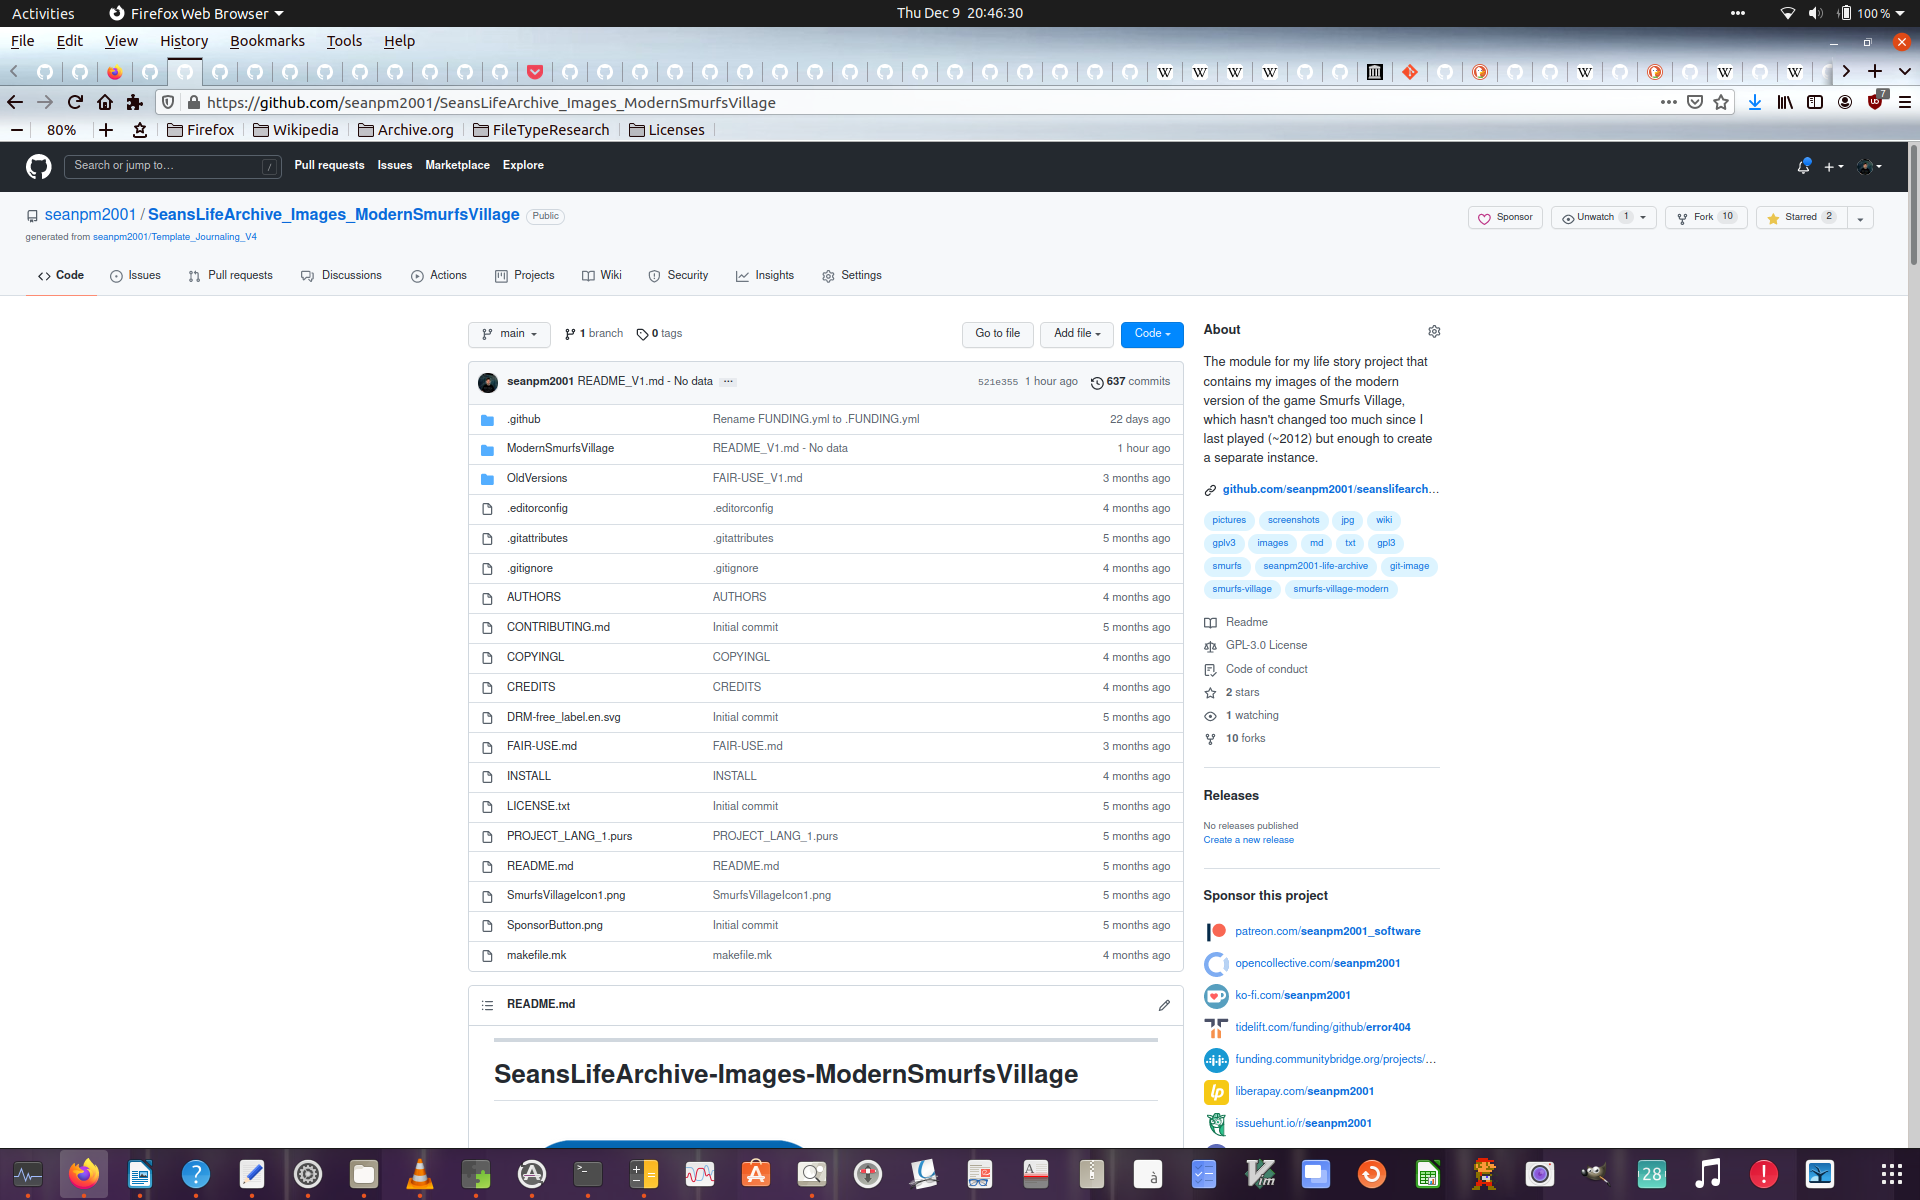 Activities Firefox Web Browser Thu Dec 9 20:46:30 100 %
File Edit View History Bookmarks Tools Help
https://github.com/seanpm2001/SeansLifeArchive_Images_ModernSmurfsVillage 7
80% Firefox Wikipedia Archive.org FileTypeResearch Licenses
Search or jump to… / Pull requests Issues Marketplace Explore
seanpm2001 / SeansLifeArchive_Images_ModernSmurfsVillage Public Sponsor Unwatch 1 Fork 10 Starred 2
generated from seanpm2001/Template_Journaling_V4
Code Issues Pull requests Discussions Actions Projects Wiki Security Insights Settings
main 1 branch 0 tags Go to file Add file Code
seanpm2001 README_V1.md - No data ... 521e355 1 hour ago 637 commits
.github Rename FUNDING.yml to .FUNDING.yml 22 days ago
ModernSmurfsVillage README_V1.md - No data 1 hour ago
OldVersions FAIR-USE_V1.md 3 months ago
.editorconfig .editorconfig 4 months ago
.gitattributes .gitattributes 5 months ago
.gitignore .gitignore 4 months ago
AUTHORS AUTHORS 4 months ago
CONTRIBUTING.md Initial commit 5 months ago
COPYINGL COPYINGL 4 months ago
CREDITS CREDITS 4 months ago
DRM-free_label.en.svg Initial commit 5 months ago
FAIR-USE.md FAIR-USE.md 3 months ago
INSTALL INSTALL 4 months ago
LICENSE.txt Initial commit 5 months ago
PROJECT_LANG_1.purs PROJECT_LANG_1.purs 5 months ago
README.md README.md 5 months ago
SmurfsVillageIcon1.png SmurfsVillageIcon1.png 5 months ago
SponsorButton.png Initial commit 5 months ago
makefile.mk makefile.mk 4 months ago
README.md
SeansLifeArchive-Images-ModernSmurfsVillage
About
The module for my life story project that
contains my images of the modern
version of the game Smurfs Village,
which hasn't changed too much since I
last played (~2012) but enough to create
a separate instance.
github.com/seanpm2001/seanslifearch…
pictures screenshots jpg wiki
gplv3 images md txt gpl3
smurfs seanpm2001-life-archive git-image
smurfs-village smurfs-village-modern
Readme
GPL-3.0 License
Code of conduct
2 stars
1 watching
10 forks
Releases
No releases published
Create a new release
Sponsor this project
patreon.com/seanpm2001_software
opencollective.com/seanpm2001
ko-fi.com/seanpm2001
tidelift.com/funding/github/error404
funding.communitybridge.org/projects/…
lp liberapay.com/seanpm2001
issuehunt.io/r/seanpm2001
28